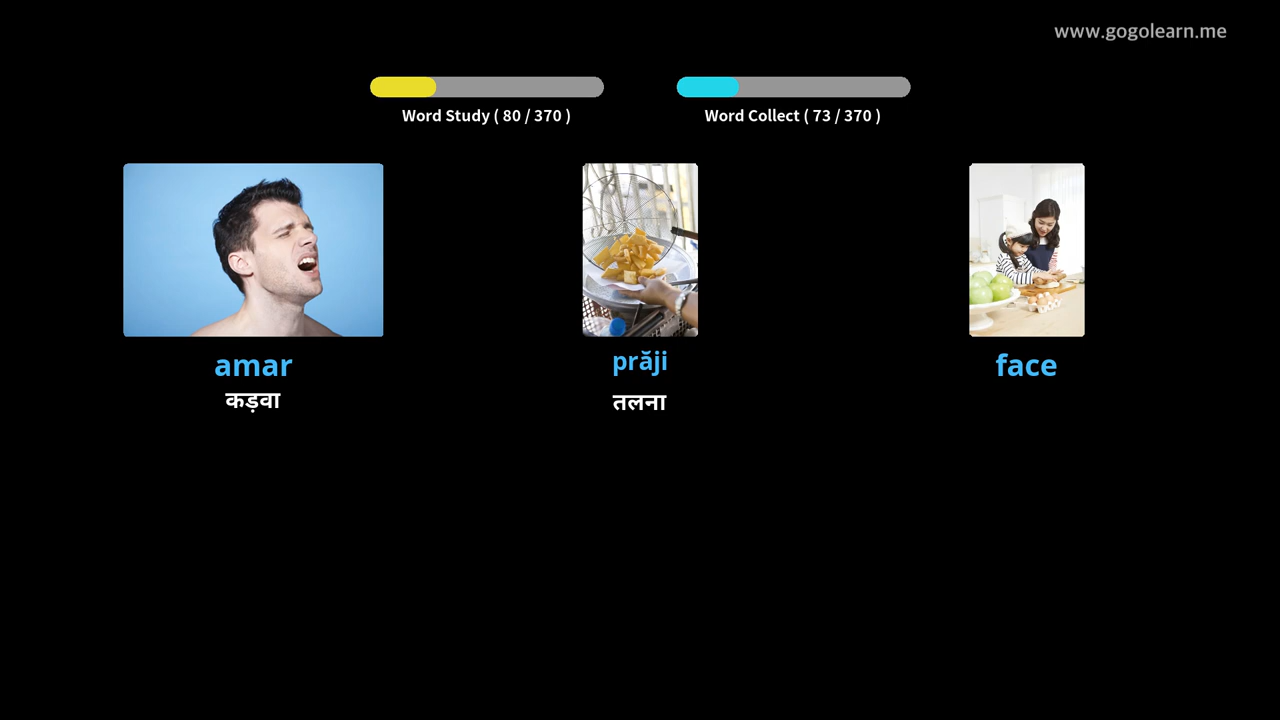 www.gogolearn.me
Word Study ( 80 / 370 )
Word Collect ( 73 / 370 )
amar
कड़वा
prăji
तलना
face